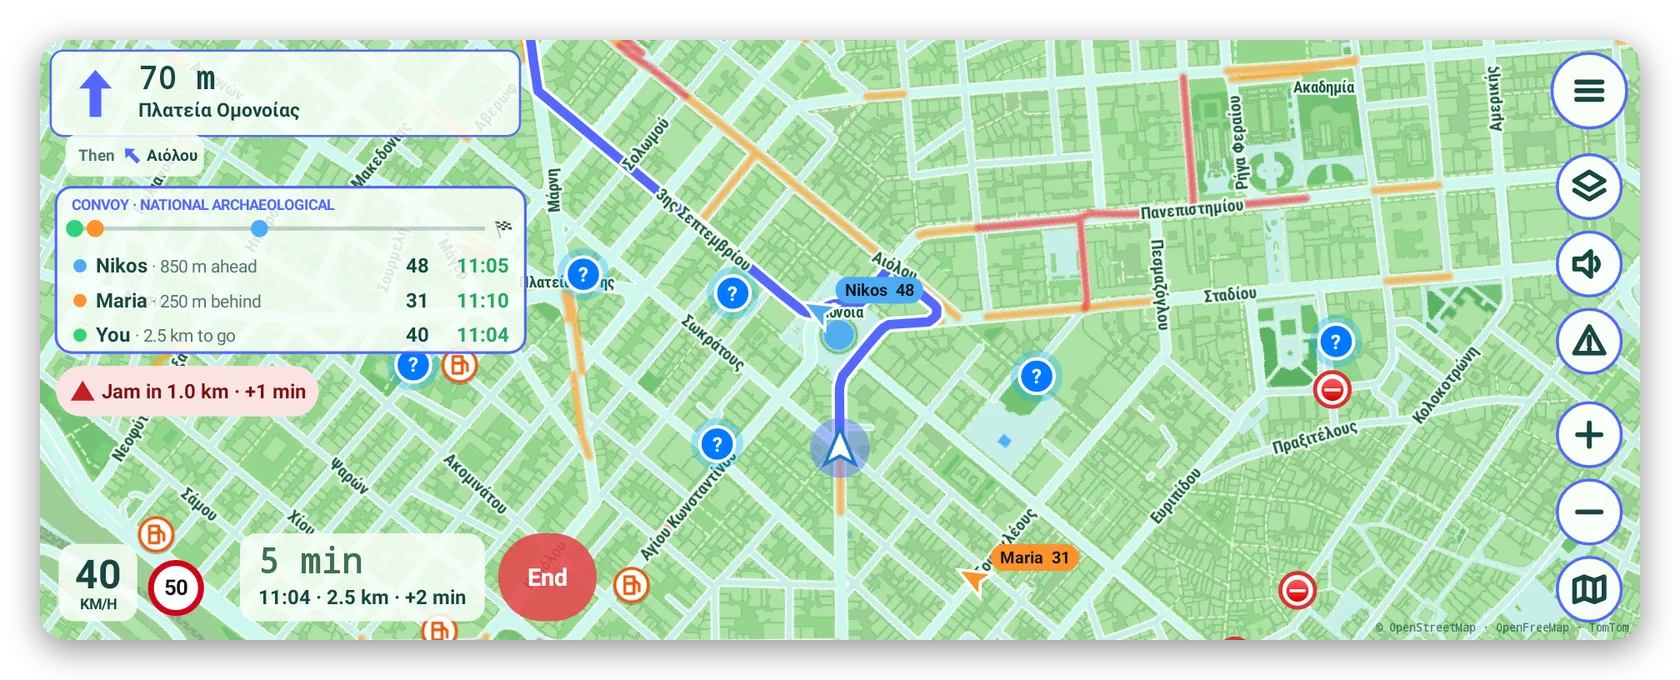 70 m
Πλατεία Ομονοίας
Then Αιόλου
CONVOY · NATIONAL ARCHAEOLOGICAL
Nikos · 850 m ahead 48 11:05
Maria · 250 m behind 31 11:10
You · 2.5 km to go 40 11:04
Jam in 1.0 km · +1 min
40
KM/H
50
5 min
11:04 · 2.5 km · +2 min
End
Αβέρωφ
Μακεδονίας
Μάρνη
Σολωμού
3ης Σεπτεμβρίου
Αιόλου
Nikos 48
Σωκράτους
Πανεπιστημίου
Ακαδημία
Ρήγα Φεραίου
Αμερικής
Πεσμαζόγλου
Σταδίου
Κολοκοτρώνη
Πραξιτέλους
Ευριπίδου
Maria 31
Αγίου Κωνσταντίνου
Ακομινάτου
Ψαρών
Χίου
Σάμου
© OpenStreetMap · OpenFreeMap · TomTom